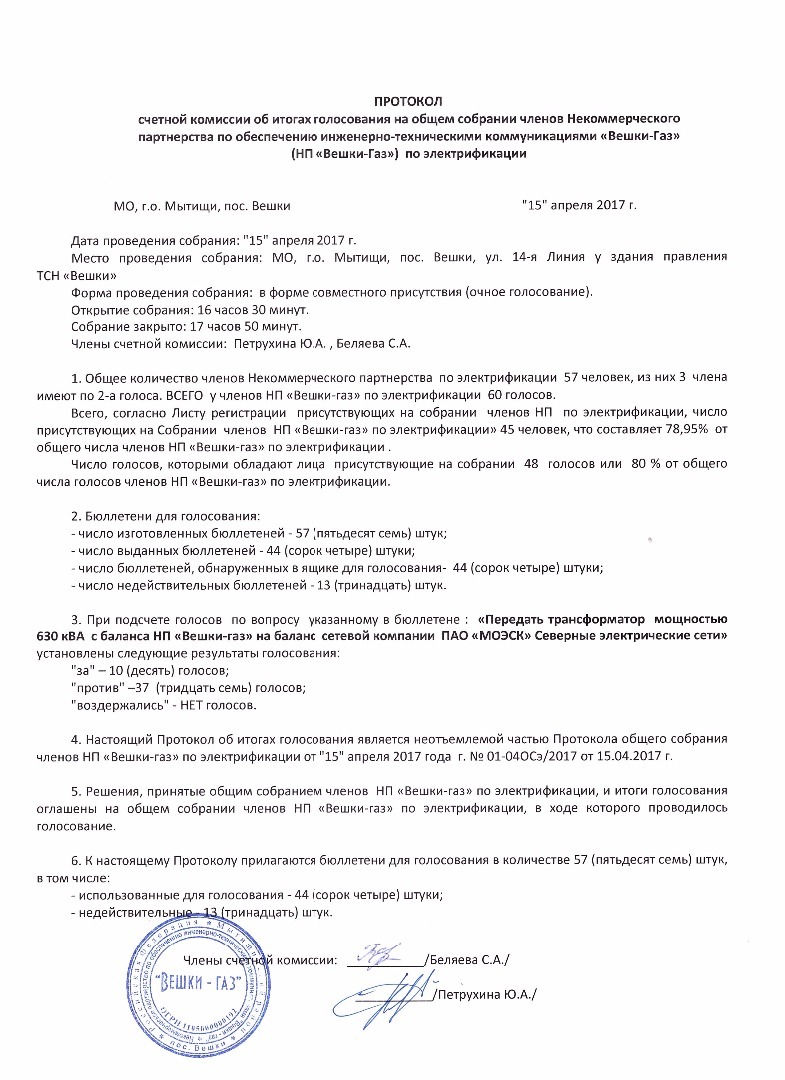 ПРОТОКОЛ
счетной комиссии об итогах голосования на общем собрании членов Некоммерческого
партнерства по обеспечению инженерно-техническими коммуникациями «Вешки-Газ»
(НП «Вешки-Газ») по электрификации
МО, г.о. Мытищи, пос. Вешки "15" апреля 2017 г.
Дата проведения собрания: "15" апреля 2017 г.
Место проведения собрания: МО, г.о. Мытищи, пос. Вешки, ул. 14-я Линия у здания правления
ТСН «Вешки»
Форма проведения собрания: в форме совместного присутствия (очное голосование).
Открытие собрания: 16 часов 30 минут.
Собрание закрыто: 17 часов 50 минут.
Члены счетной комиссии: Петрухина Ю.А. , Беляева С.А.
1. Общее количество членов Некоммерческого партнерства по электрификации 57 человек, из них 3 члена
имеют по 2-а голоса. ВСЕГО у членов НП «Вешки-газ» по электрификации 60 голосов.
Всего, согласно Листу регистрации присутствующих на собрании членов НП по электрификации, число
присутствующих на Собрании членов НП «Вешки-газ» по электрификации» 45 человек, что составляет 78,95% от
общего числа членов НП «Вешки-газ» по электрификации .
Число голосов, которыми обладают лица присутствующие на собрании 48 голосов или 80 % от общего
числа голосов членов НП «Вешки-газ» по электрификации.
2. Бюллетени для голосования:
- число изготовленных бюллетеней - 57 (пятьдесят семь) штук;
- число выданных бюллетеней - 44 (сорок четыре) штуки;
- число бюллетеней, обнаруженных в ящике для голосования- 44 (сорок четыре) штуки;
- число недействительных бюллетеней - 13 (тринадцать) штук.
3. При подсчете голосов по вопросу указанному в бюллетене : «Передать трансформатор мощностью
630 кВА с баланса НП «Вешки-газ» на баланс сетевой компании ПАО «МОЭСК» Северные электрические сети»
установлены следующие результаты голосования:
"за" – 10 (десять) голосов;
"против" –37 (тридцать семь) голосов;
"воздержались" - НЕТ голосов.
4. Настоящий Протокол об итогах голосования является неотъемлемой частью Протокола общего собрания
членов НП «Вешки-газ» по электрификации от "15" апреля 2017 года г. № 01-04ОСэ/2017 от 15.04.2017 г.
5. Решения, принятые общим собранием членов НП «Вешки-газ» по электрификации, и итоги голосования
оглашены на общем собрании членов НП «Вешки-газ» по электрификации, в ходе которого проводилось
голосование.
6. К настоящему Протоколу прилагаются бюллетени для голосования в количестве 57 (пятьдесят семь) штук,
в том числе:
- использованные для голосования - 44 (сорок четыре) штуки;
- недействительные - 13 (тринадцать) штук.
Члены счетной комиссии: ___________/Беляева С.А./
___________/Петрухина Ю.А./
"ВЕШКИ - ГАЗ"
пос. Вешки